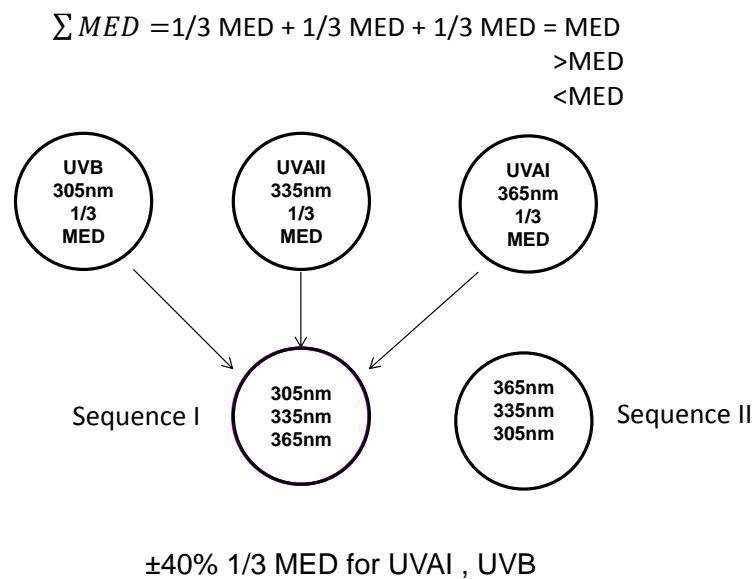 ∑ MED =1/3 MED + 1/3 MED + 1/3 MED = MED
>MED
<MED
UVB
305nm
1/3
MED
UVAII
335nm
1/3
MED
UVAI
365nm
1/3
MED
Sequence I
305nm
335nm
365nm
365nm
335nm
305nm
Sequence II
±40% 1/3 MED for UVAI , UVB